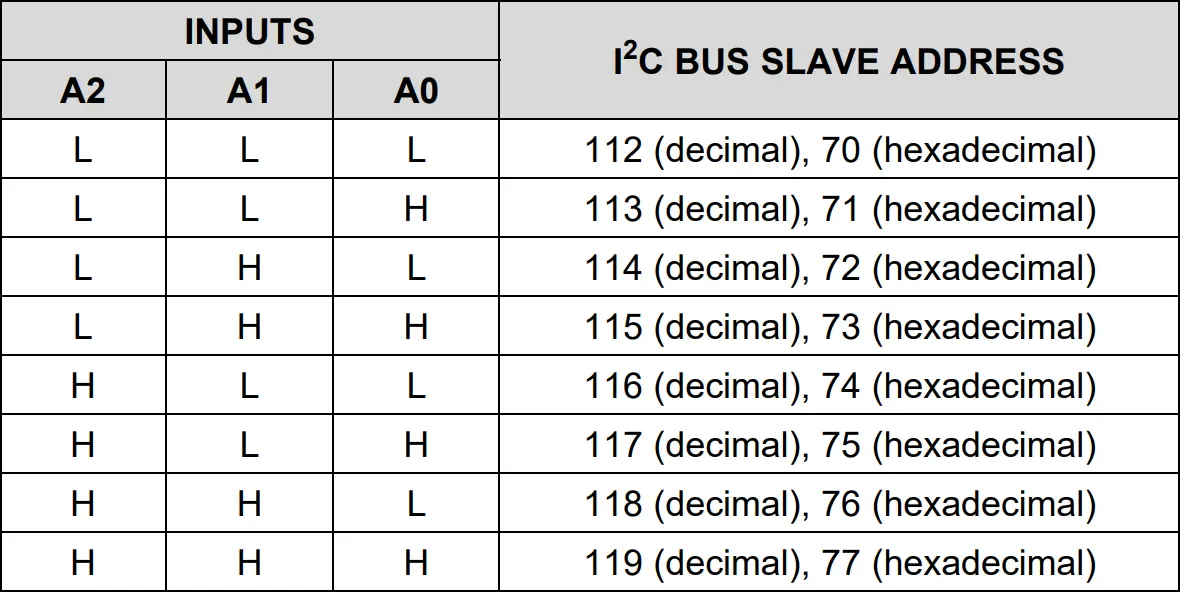 INPUTS
I²C BUS SLAVE ADDRESS
A2 A1 A0
L L L 112 (decimal), 70 (hexadecimal)
L L H 113 (decimal), 71 (hexadecimal)
L H L 114 (decimal), 72 (hexadecimal)
L H H 115 (decimal), 73 (hexadecimal)
H L L 116 (decimal), 74 (hexadecimal)
H L H 117 (decimal), 75 (hexadecimal)
H H L 118 (decimal), 76 (hexadecimal)
H H H 119 (decimal), 77 (hexadecimal)